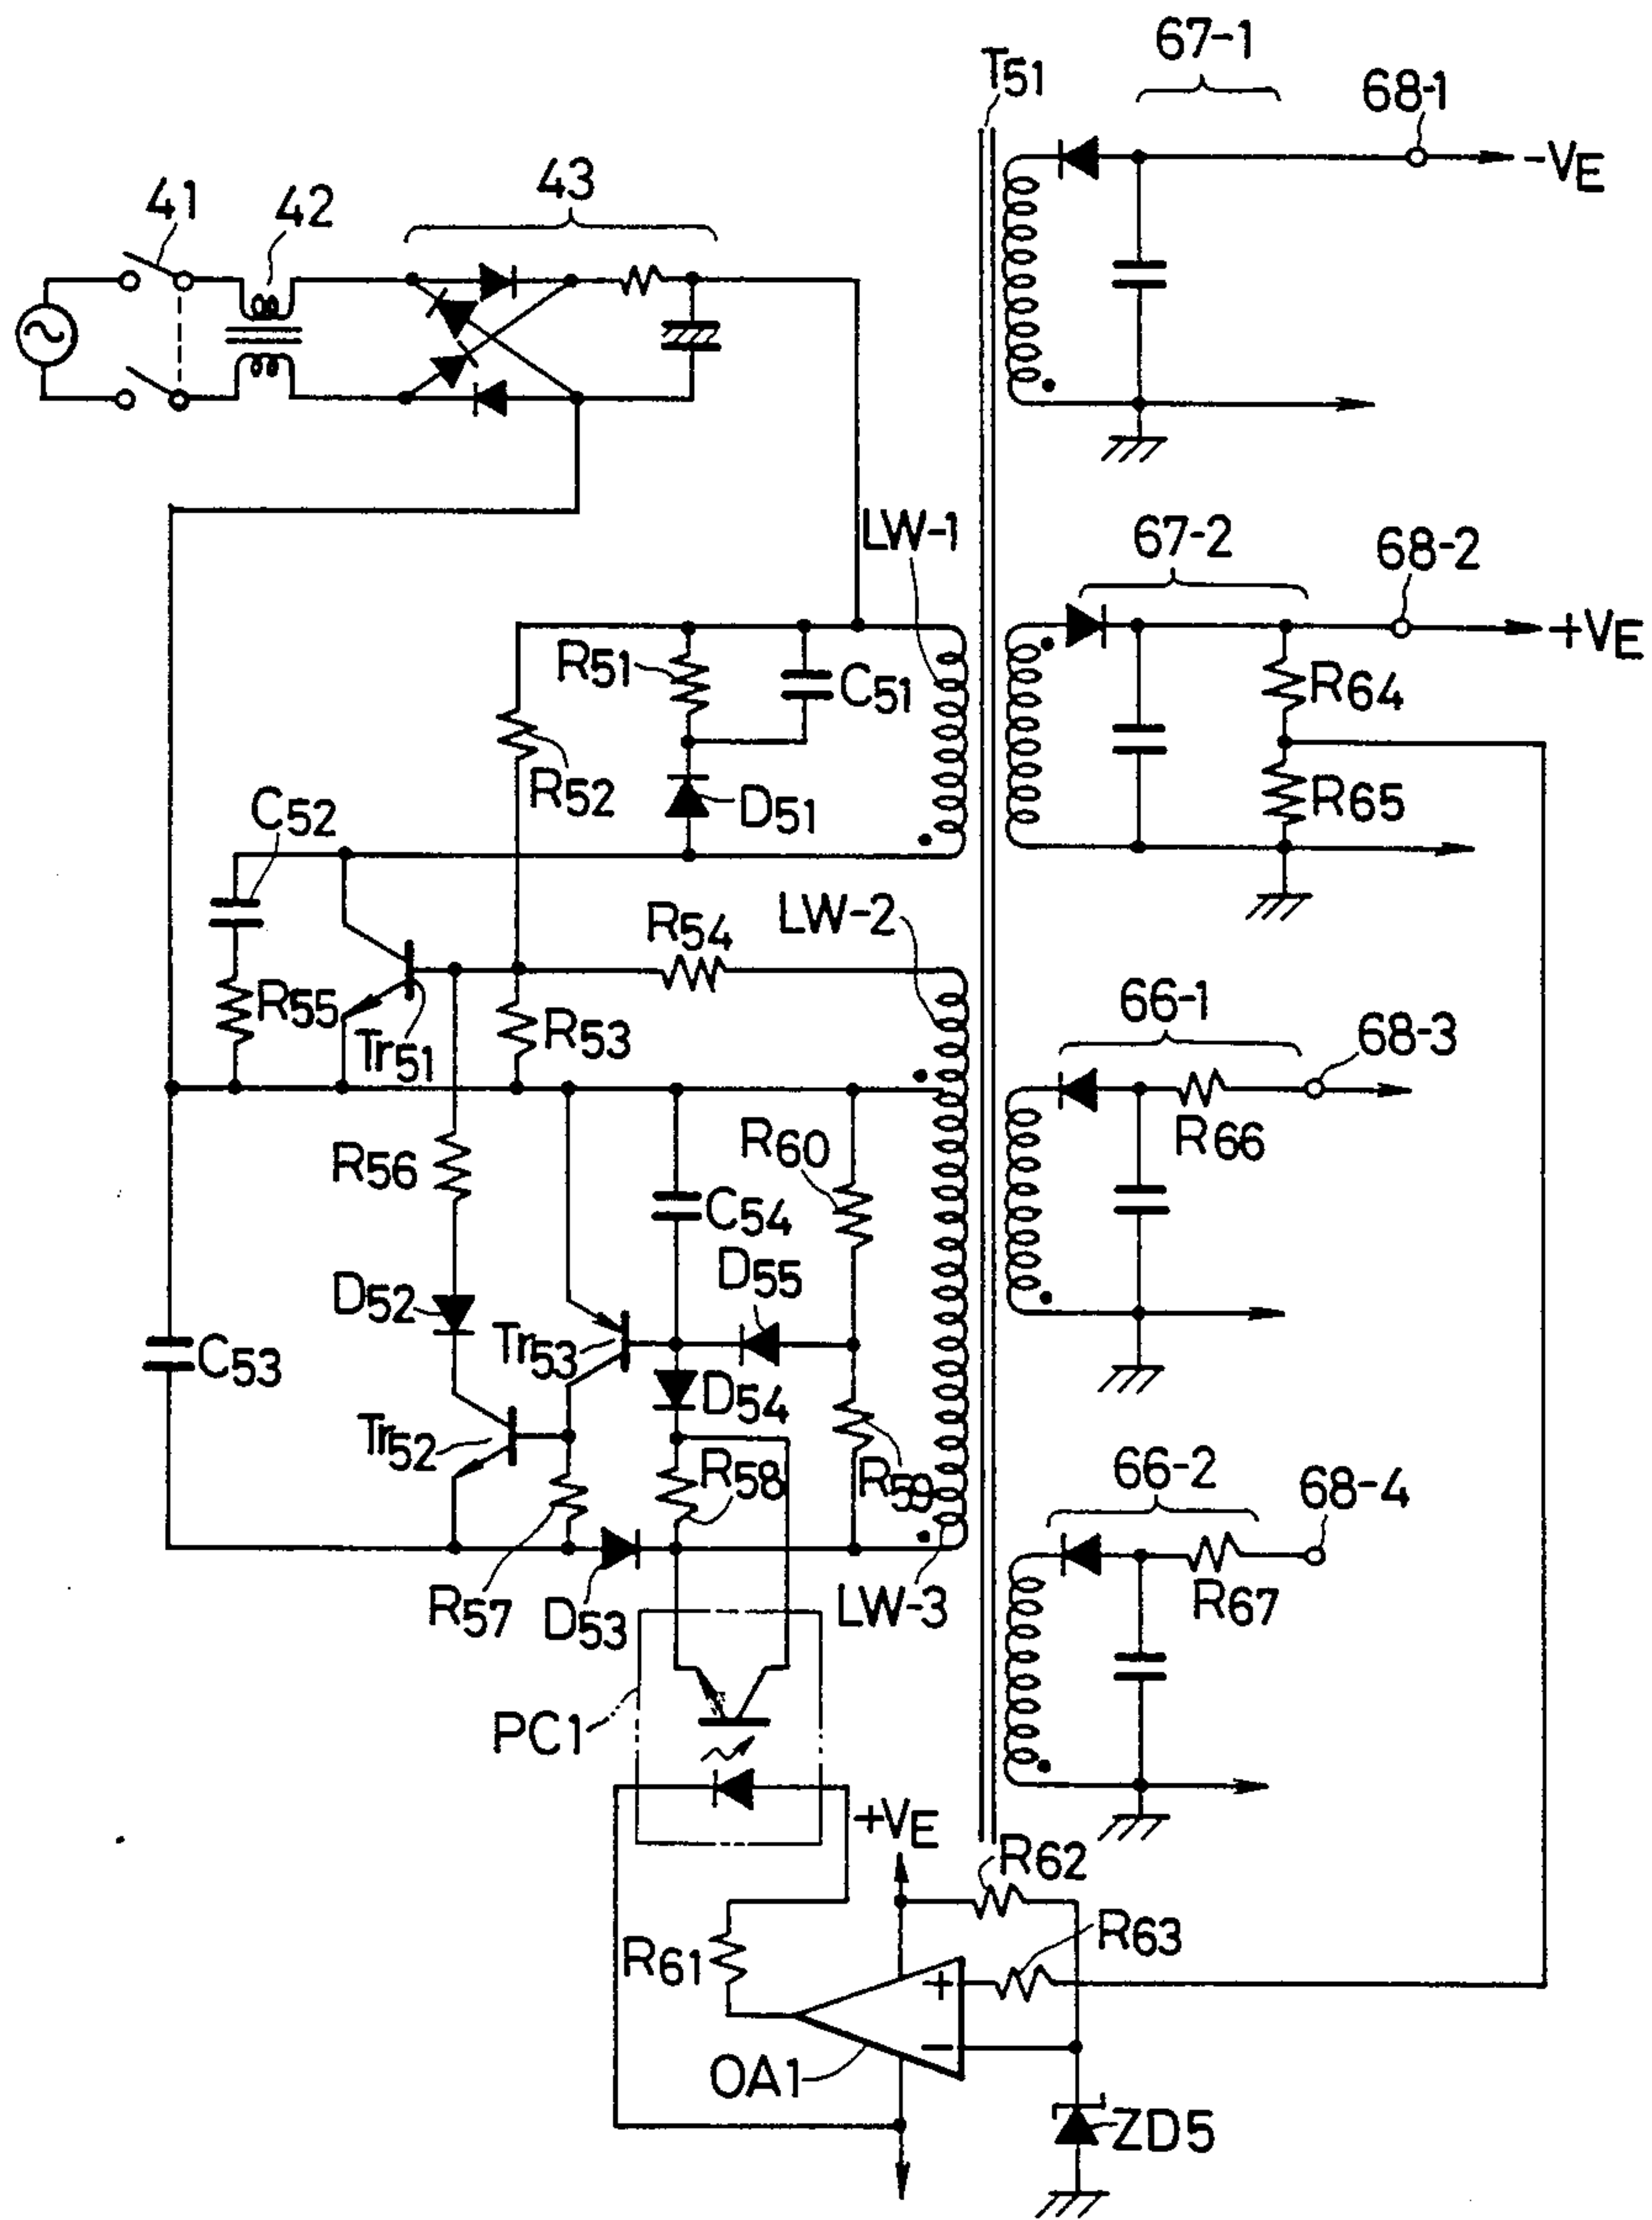 67-1
T51
68-1
-VE
43
41
42
67-2
68-2
LW-1
+VE
R51
C51
R64
R52
D51
R65
C52
LW-2
R54
66-1
R55
R53
68-3
Tr51
R60
R66
R56
C54
D55
D52
Tr53
C53
D54
Tr52
R58
R59
66-2
68-4
R57
D53
LW-3
R67
PC1
+VE
R62
R63
R61
+
−
OA1
ZD5